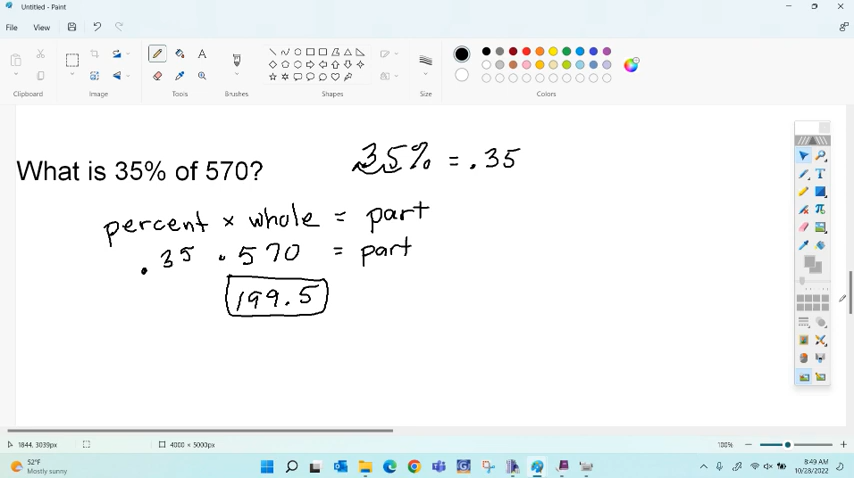 Untitled - Paint
File View
Clipboard Image Tools Brushes Shapes Size Colors
What is 35% of 570?
35% = .35
percent × whole = part
.35 · 570 = part
199.5
1844, 3039px 4000 × 5000px 100%
52°F
Mostly sunny
8:49 AM
10/28/2022